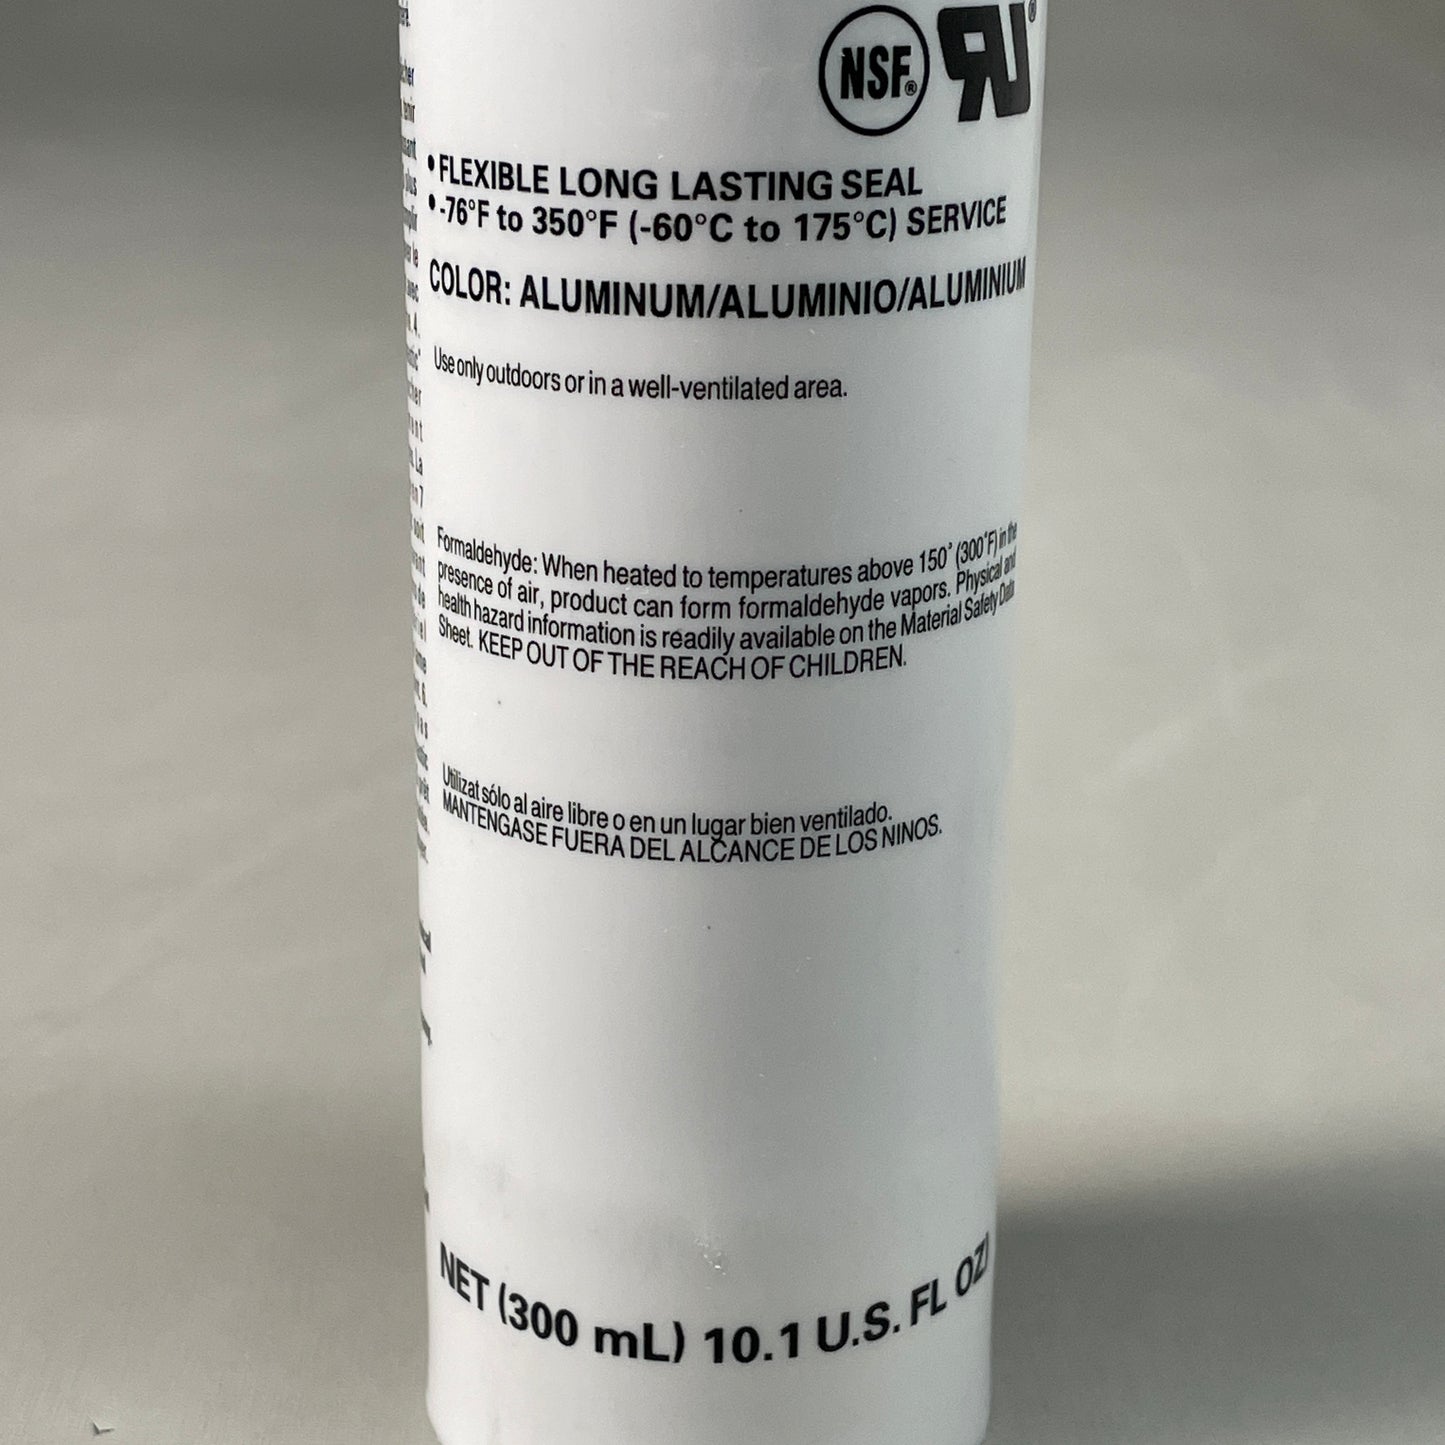 NSF®
RU®
•FLEXIBLE LONG LASTING SEAL
•-76°F to 350°F (-60°C to 175°C) SERVICE
COLOR: ALUMINUM/ALUMINIO/ALUMINIUM
Use only outdoors or in a well-ventilated area.
Formaldehyde: When heated to temperatures above 150° (300°F) in the
presence of air, product can form formaldehyde vapors. Physical and
health hazard information is readily available on the Material Safety Data
Sheet. KEEP OUT OF THE REACH OF CHILDREN.
Utilizat sólo al aire libre o en un lugar bien ventilado.
MANTENGASE FUERA DEL ALCANCE DE LOS NINOS.
NET (300 mL) 10.1 U.S. FL OZ)